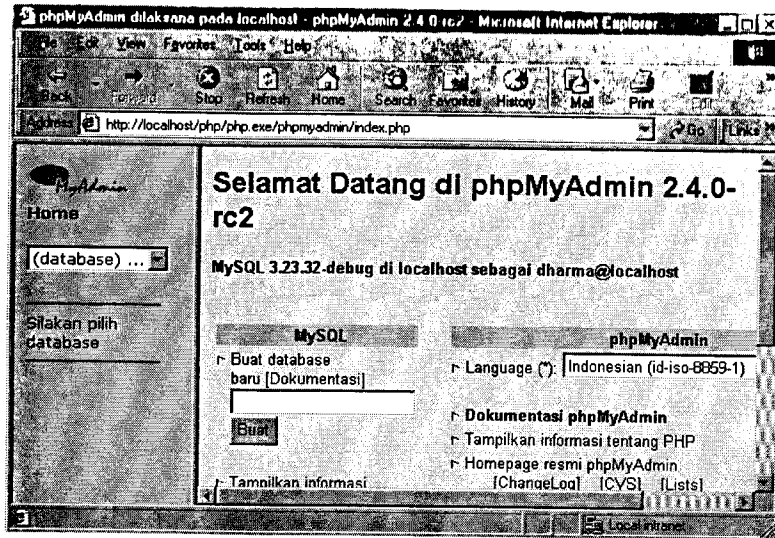 phpMyAdmin dilaksana pada localhost - phpMyAdmin 2.4.0-rc2 - Microsoft Internet Explorer
File Edit View Favorites Tools Help
Back Forward Stop Refresh Home Search Favorites History Mail Print Edit
Address http://localhost/php/php.exe/phpmyadmin/index.php Go Links
MyAdmin
Home
(database) ...
Silakan pilih
database
Selamat Datang di phpMyAdmin 2.4.0-
rc2
MySQL 3.23.32-debug di localhost sebagai dharma@localhost
MySQL
Buat database
baru [Dokumentasi]
Buat
Tampilkan informasi
phpMyAdmin
Language (*): Indonesian (id-iso-8859-1)
Dokumentasi phpMyAdmin
Tampilkan informasi tentang PHP
Homepage resmi phpMyAdmin
[ChangeLog] [CVS] [Lists]
Local intranet